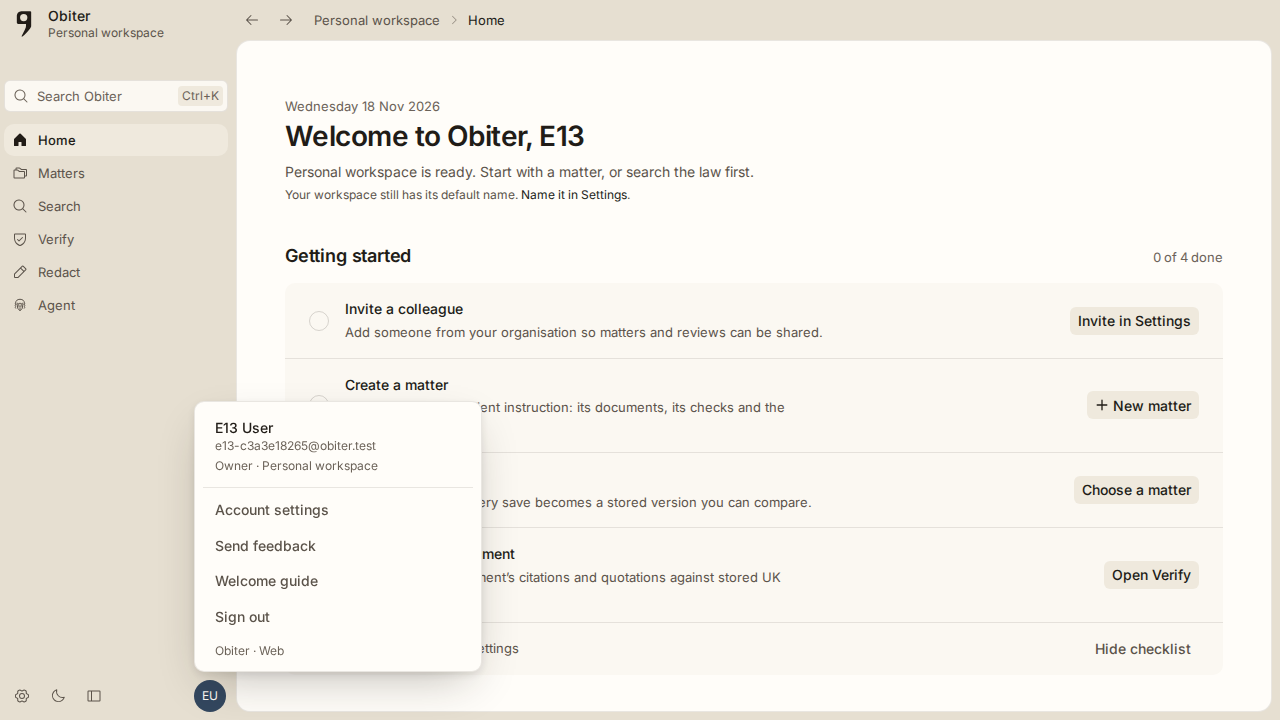 Obiter
Personal workspace
Personal workspace
Home
Search Obiter
Ctrl+K
Home
Matters
Search
Verify
Redact
Agent
Wednesday 18 Nov 2026
Welcome to Obiter, E13
Personal workspace is ready. Start with a matter, or search the law first.
Your workspace still has its default name. Name it in Settings.
Getting started
0 of 4 done
Invite a colleague
Add someone from your organisation so matters and reviews can be shared.
Invite in Settings
Create a matter
instruction: its documents, its checks and the
New matter
save becomes a stored version you can compare.
Choose a matter
citations and quotations against stored UK
Open Verify
Hide checklist
E13 User
e13-c3a3e18265@obiter.test
Owner · Personal workspace
Account settings
Send feedback
Welcome guide
Sign out
Obiter · Web
EU